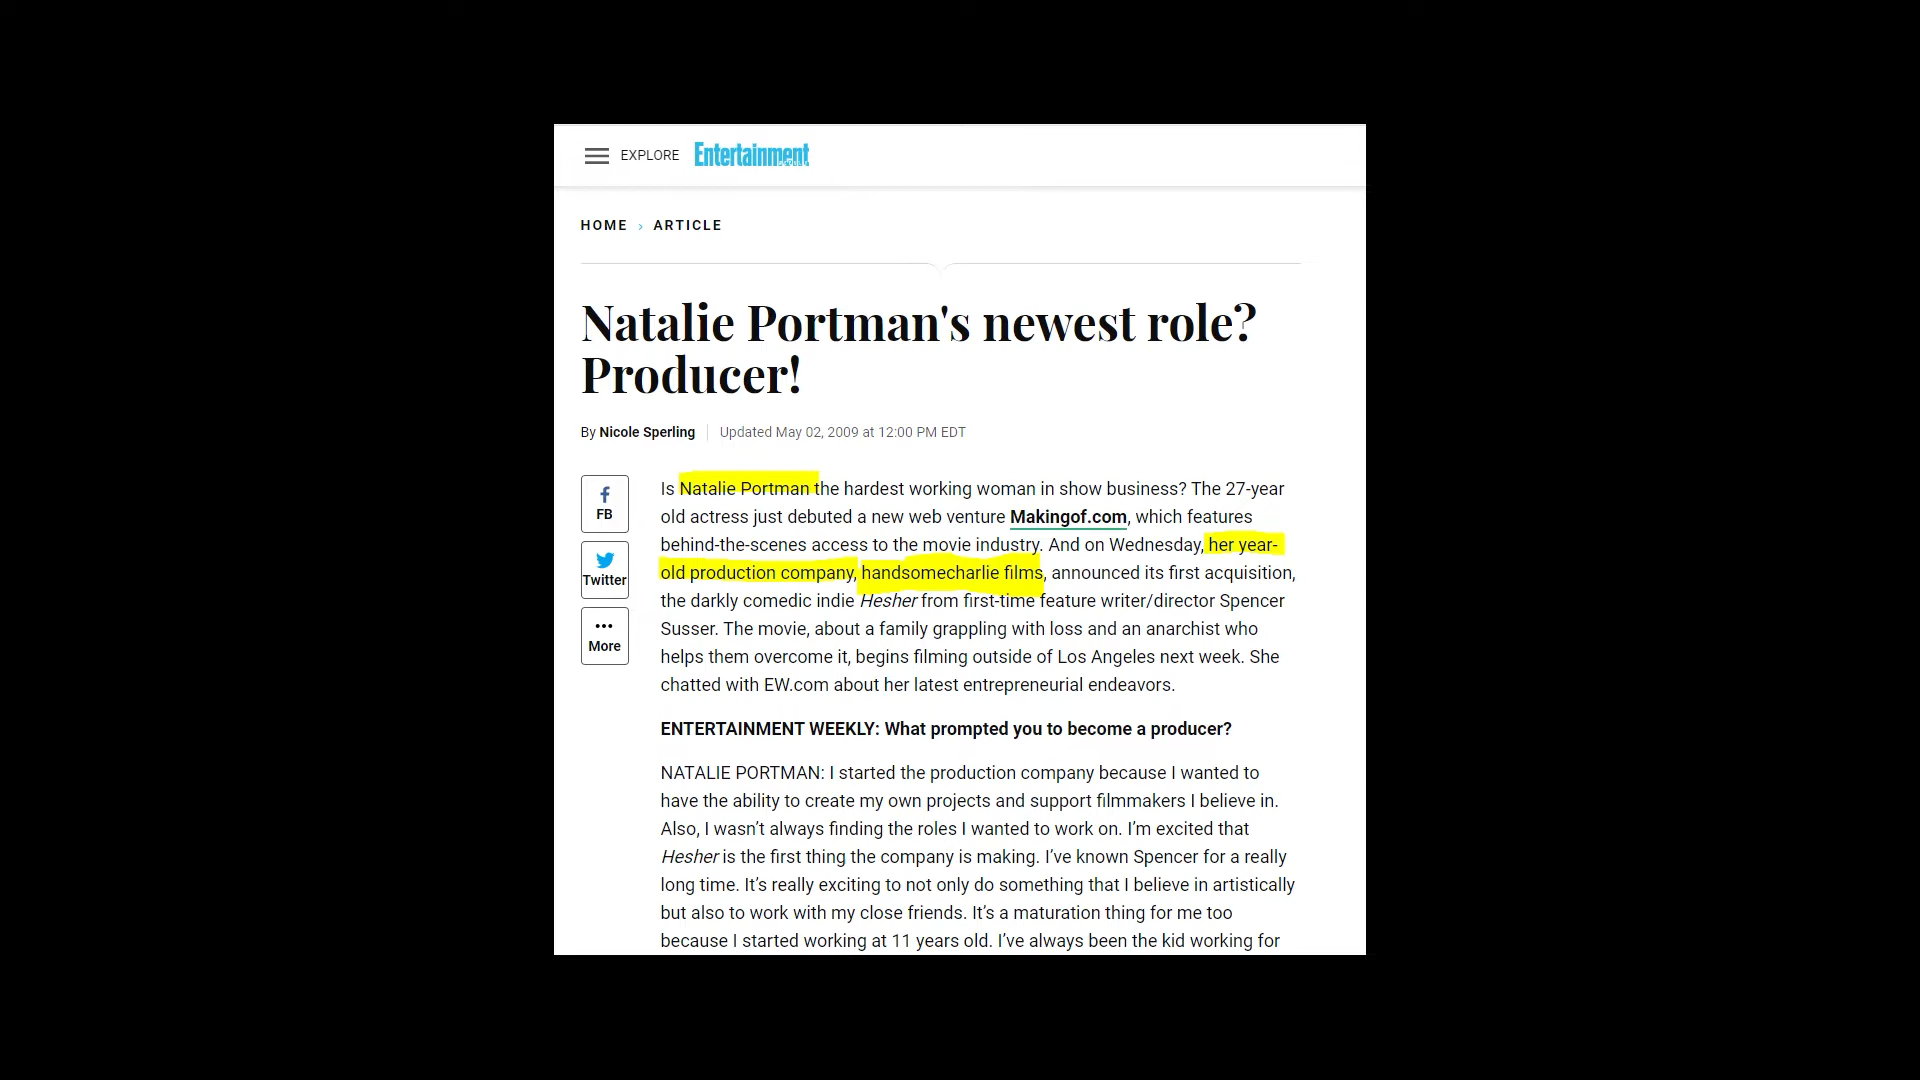 EXPLORE Entertainment
HOME › ARTICLE
Natalie Portman's newest role?
Producer!
By Nicole Sperling Updated May 02, 2009 at 12:00 PM EDT
FB
Twitter
More
Is Natalie Portman the hardest working woman in show business? The 27-year
old actress just debuted a new web venture Makingof.com, which features
behind-the-scenes access to the movie industry. And on Wednesday, her year-
old production company, handsomecharlie films, announced its first acquisition,
the darkly comedic indie Hesher from first-time feature writer/director Spencer
Susser. The movie, about a family grappling with loss and an anarchist who
helps them overcome it, begins filming outside of Los Angeles next week. She
chatted with EW.com about her latest entrepreneurial endeavors.
ENTERTAINMENT WEEKLY: What prompted you to become a producer?
NATALIE PORTMAN: I started the production company because I wanted to
have the ability to create my own projects and support filmmakers I believe in.
Also, I wasn’t always finding the roles I wanted to work on. I’m excited that
Hesher is the first thing the company is making. I’ve known Spencer for a really
long time. It’s really exciting to not only do something that I believe in artistically
but also to work with my close friends. It’s a maturation thing for me too
because I started working at 11 years old. I’ve always been the kid working for